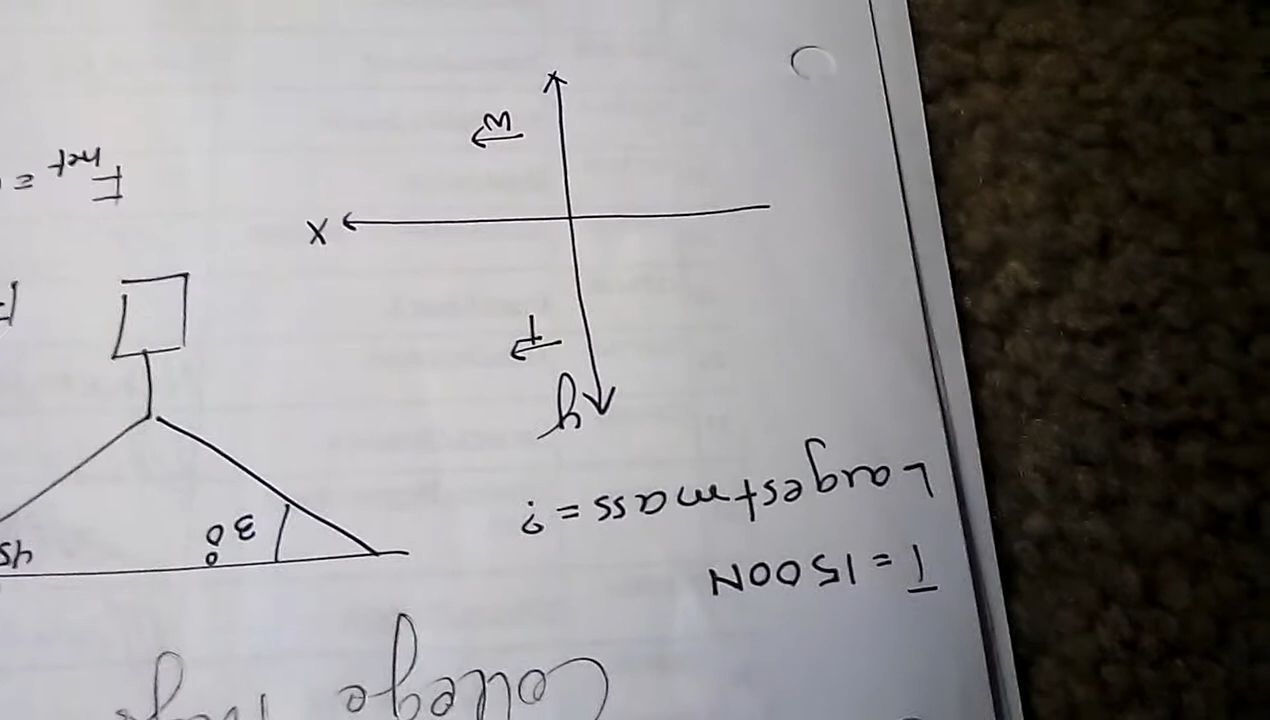 College
T = 1500N
Largest mass = ?
y
T
x
W
30°
45
Fnet =
F